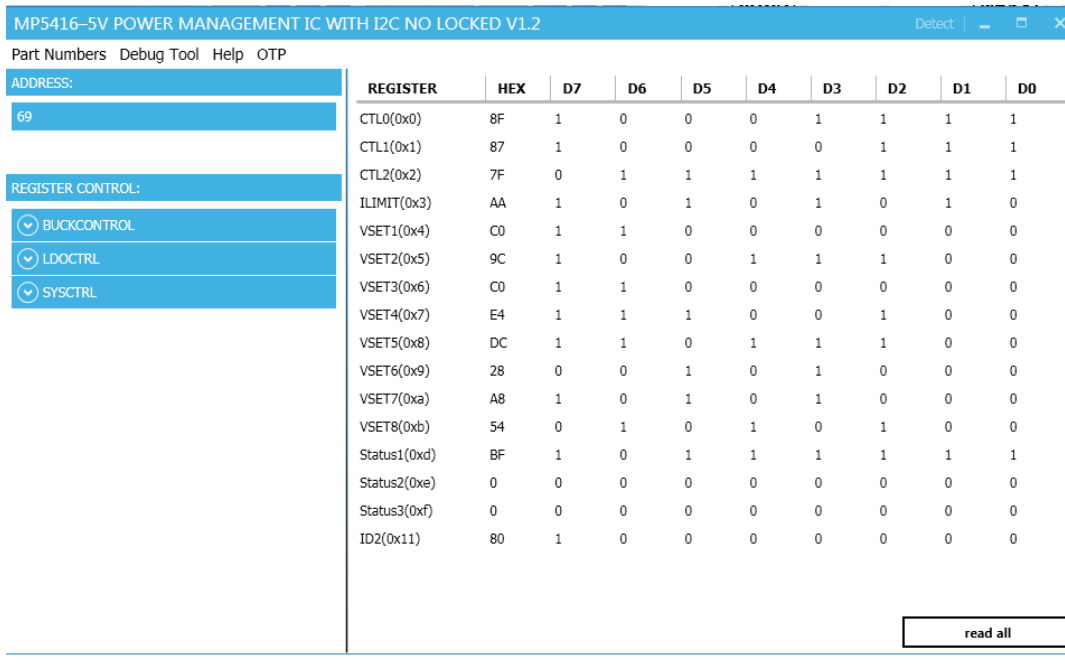 MP5416–5V POWER MANAGEMENT IC WITH I2C NO LOCKED V1.2 Detect
Part Numbers Debug Tool Help OTP
ADDRESS:
69
REGISTER CONTROL:
BUCKCONTROL
LDOCTRL
SYSCTRL
REGISTER HEX D7 D6 D5 D4 D3 D2 D1 D0
CTL0(0x0) 8F 1 0 0 0 1 1 1 1
CTL1(0x1) 87 1 0 0 0 0 1 1 1
CTL2(0x2) 7F 0 1 1 1 1 1 1 1
ILIMIT(0x3) AA 1 0 1 0 1 0 1 0
VSET1(0x4) C0 1 1 0 0 0 0 0 0
VSET2(0x5) 9C 1 0 0 1 1 1 0 0
VSET3(0x6) C0 1 1 0 0 0 0 0 0
VSET4(0x7) E4 1 1 1 0 0 1 0 0
VSET5(0x8) DC 1 1 0 1 1 1 0 0
VSET6(0x9) 28 0 0 1 0 1 0 0 0
VSET7(0xa) A8 1 0 1 0 1 0 0 0
VSET8(0xb) 54 0 1 0 1 0 1 0 0
Status1(0xd) BF 1 0 1 1 1 1 1 1
Status2(0xe) 0 0 0 0 0 0 0 0 0
Status3(0xf) 0 0 0 0 0 0 0 0 0
ID2(0x11) 80 1 0 0 0 0 0 0 0
read all